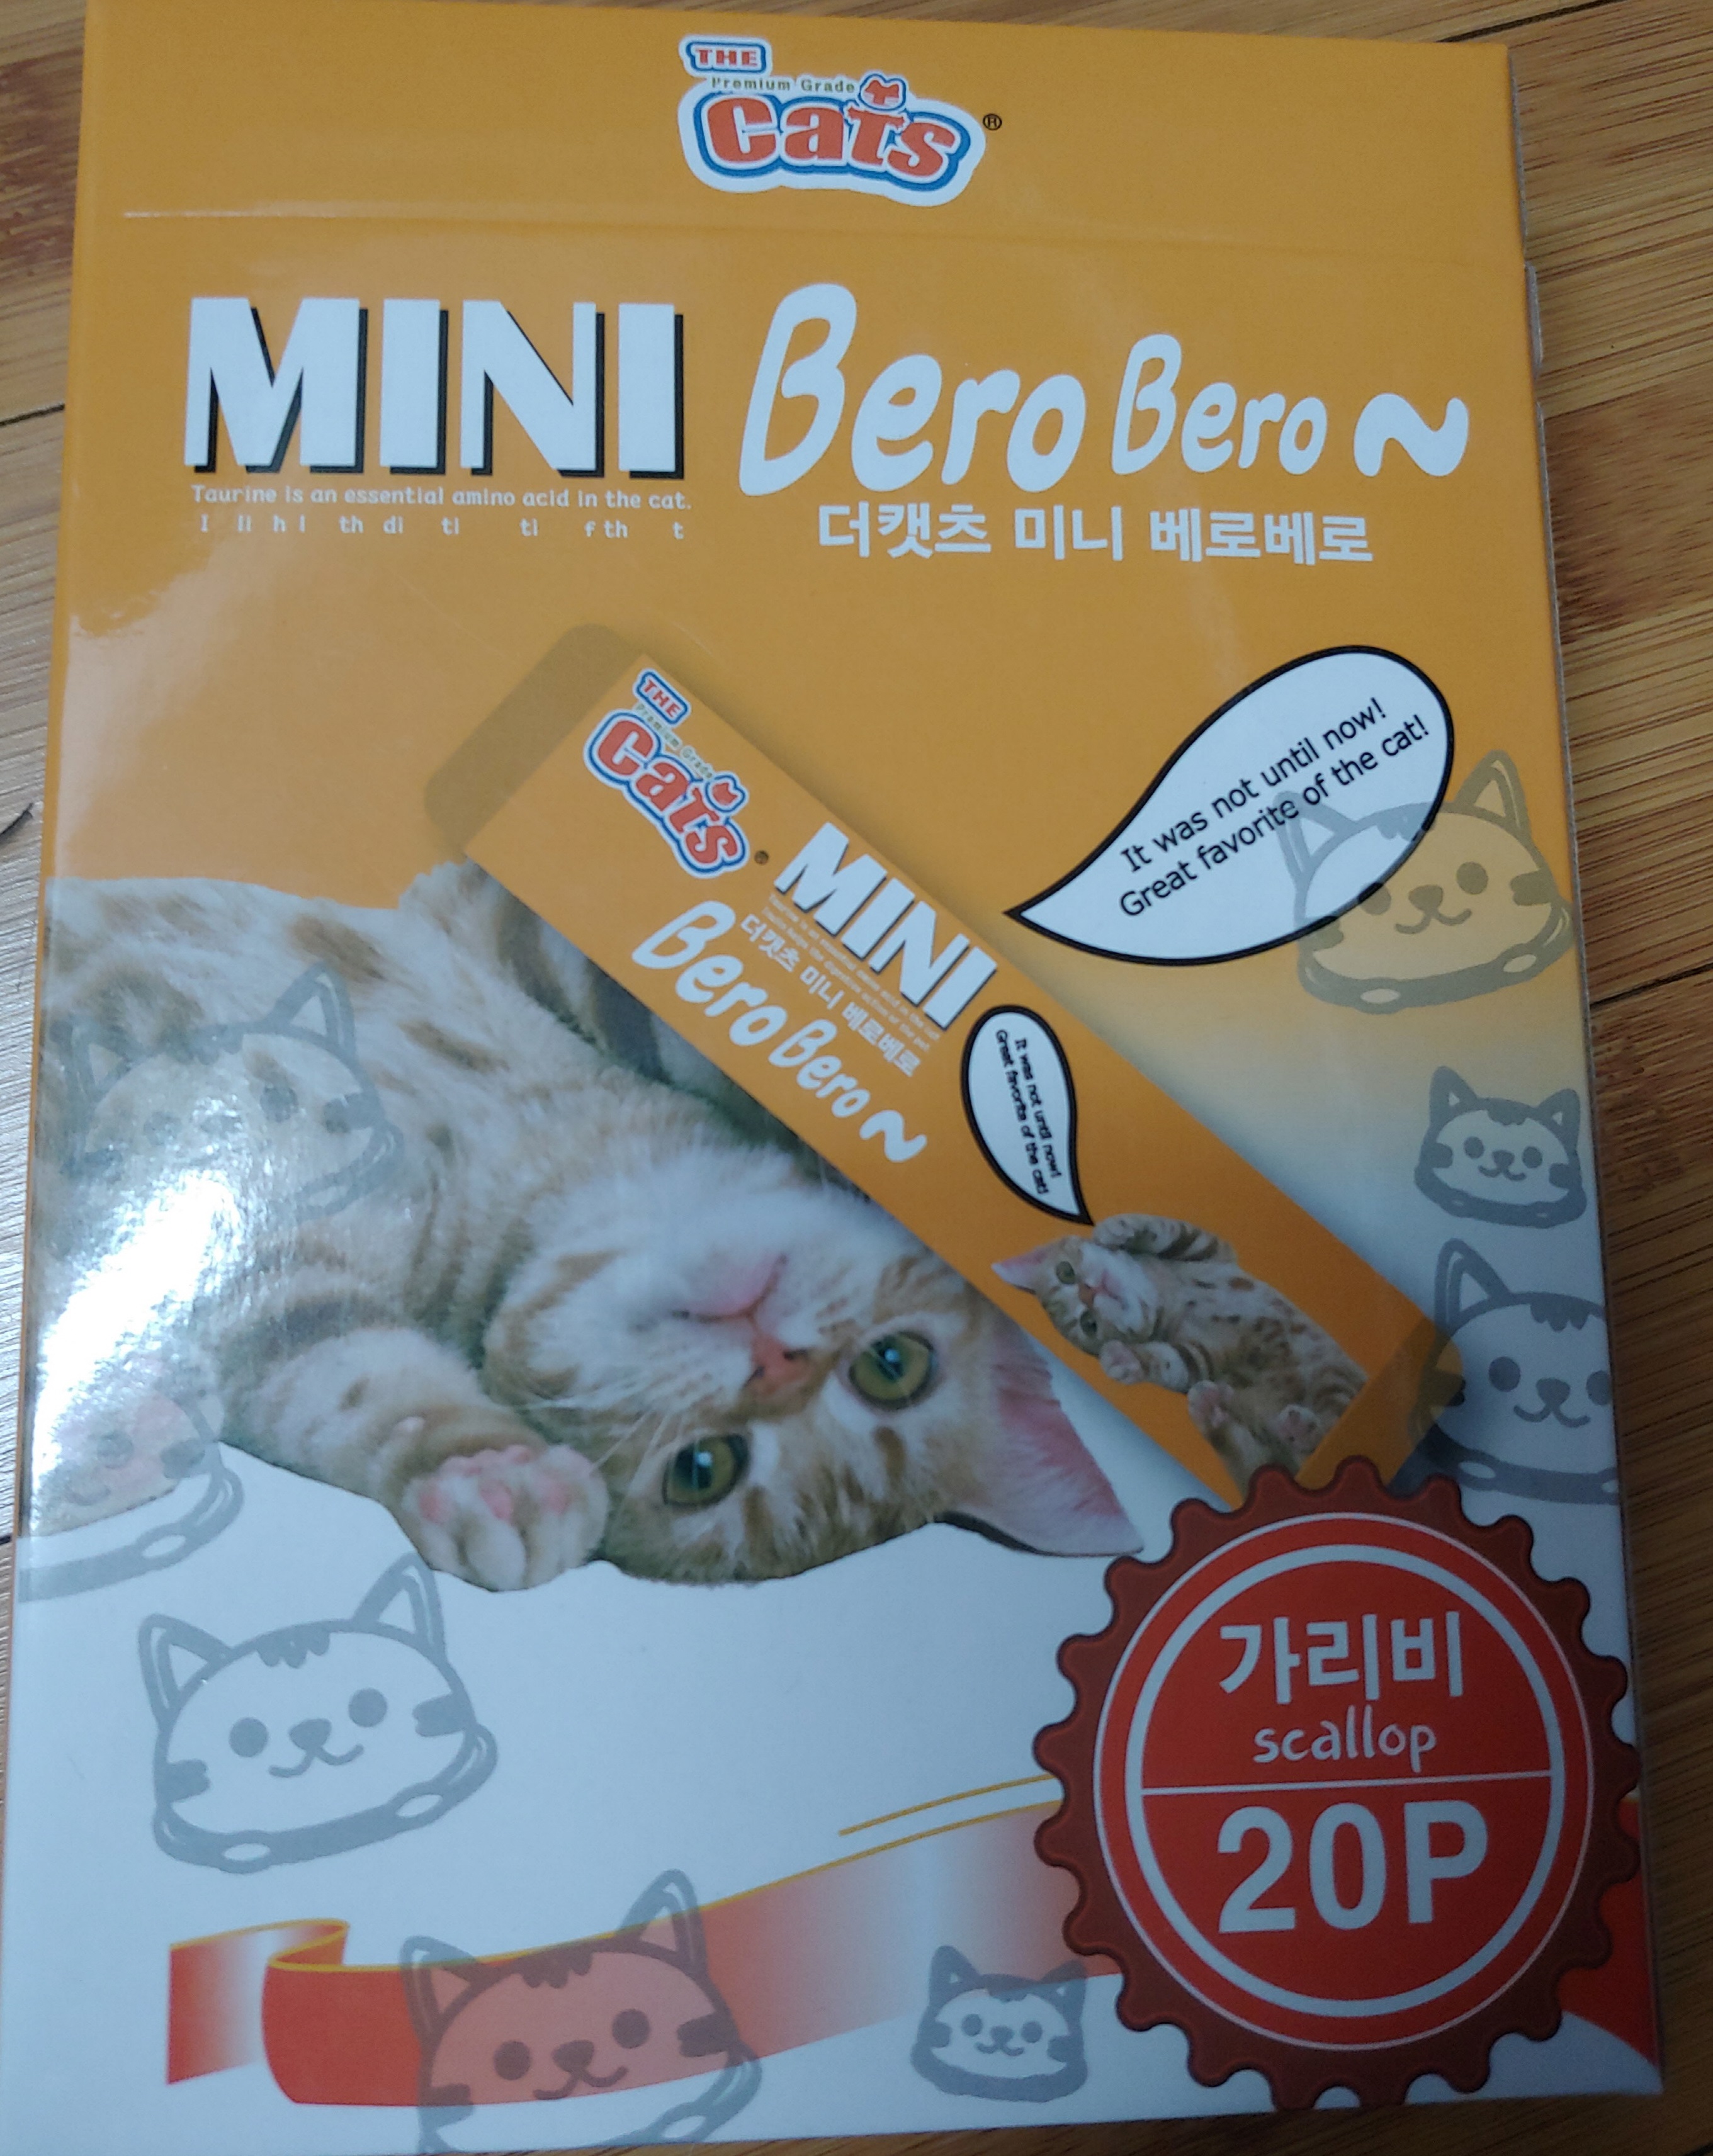 THE
Premium Grade
Cats®
MINI
Bero Bero ~
Taurine is an essential amino acid in the cat.
더캣츠 미니 베로베로
It was not until now!
Great favorite of the cat!
THE
Premium Grade
Cats®
MINI
더캣츠 미니 베로베로
Bero Bero ~
It was not until now!
Great favorite of the cat!
가리비
scallop
20P